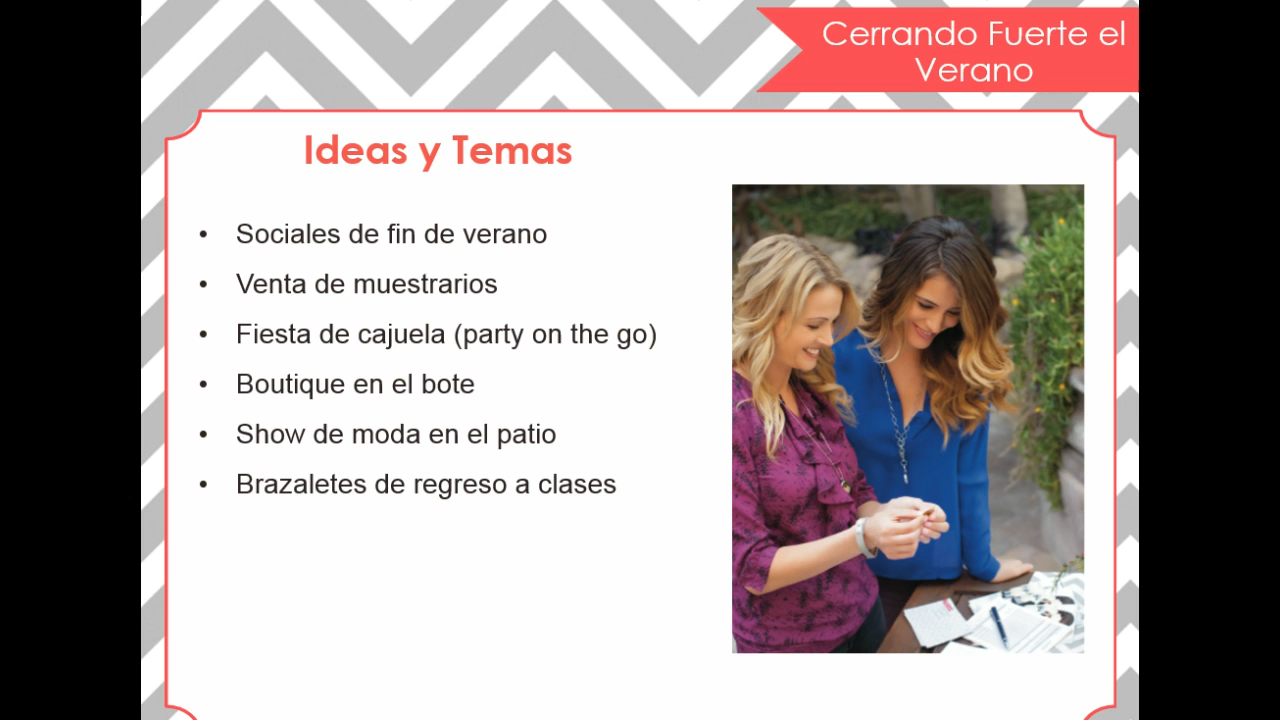 Cerrando Fuerte el
Verano
Ideas y Temas
• Sociales de fin de verano
• Venta de muestrarios
• Fiesta de cajuela (party on the go)
• Boutique en el bote
• Show de moda en el patio
• Brazaletes de regreso a clases